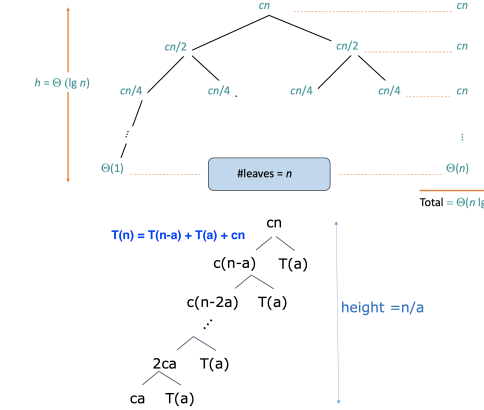 cn cn
cn/2 cn/2 cn
h = Θ (lg n) cn/4 cn/4 cn/4 cn/4 cn
⋮ ⋮
Θ(1) #leaves = n Θ(n)
Total = Θ(n lg
cn
T(n) = T(n-a) + T(a) + cn
c(n-a) T(a)
c(n-2a) T(a)
height =n/a
⋰
2ca T(a)
ca T(a)